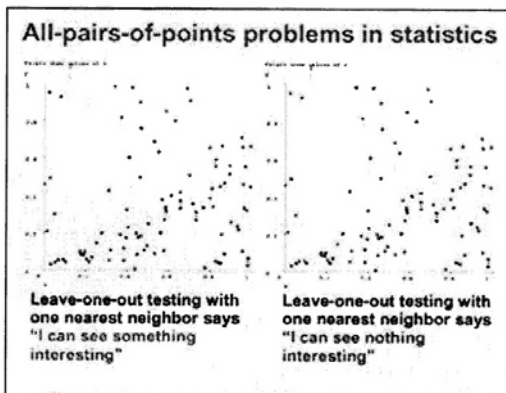 All-pairs-of-points problems in statistics
Leave-one-out testing with
one nearest neighbor says
"I can see something
interesting"
Leave-one-out testing with
one nearest neighbor says
"I can see nothing
interesting"